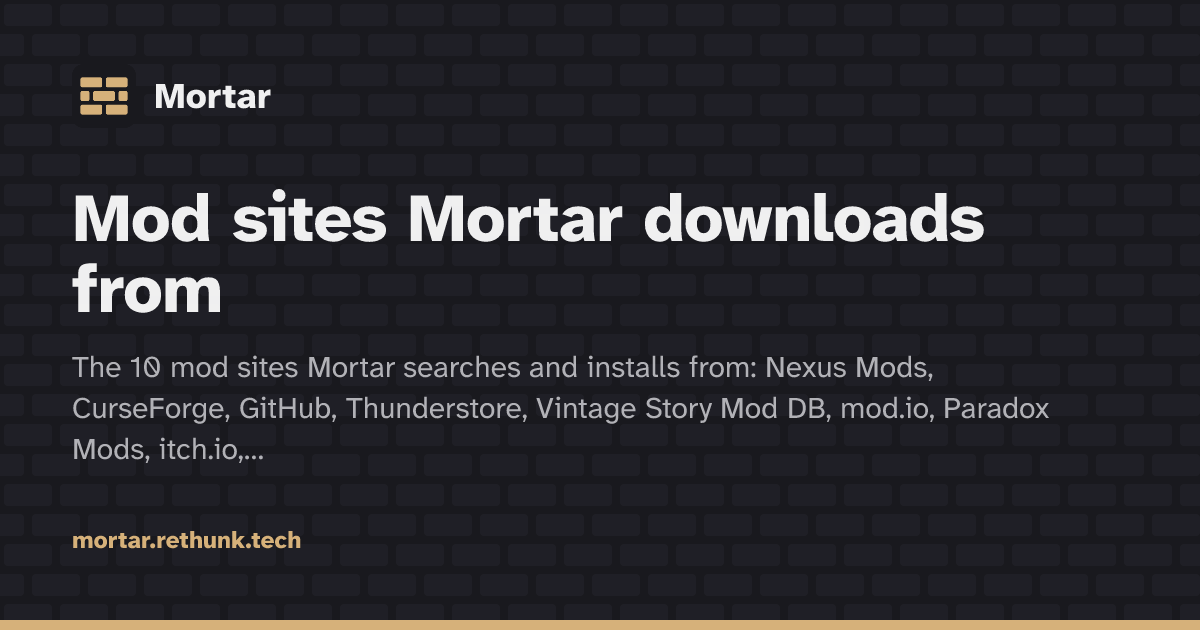 Mortar
Mod sites Mortar downloads
from
The 10 mod sites Mortar searches and installs from: Nexus Mods,
CurseForge, GitHub, Thunderstore, Vintage Story Mod DB, mod.io, Paradox
Mods, itch.io,...
mortar.rethunk.tech